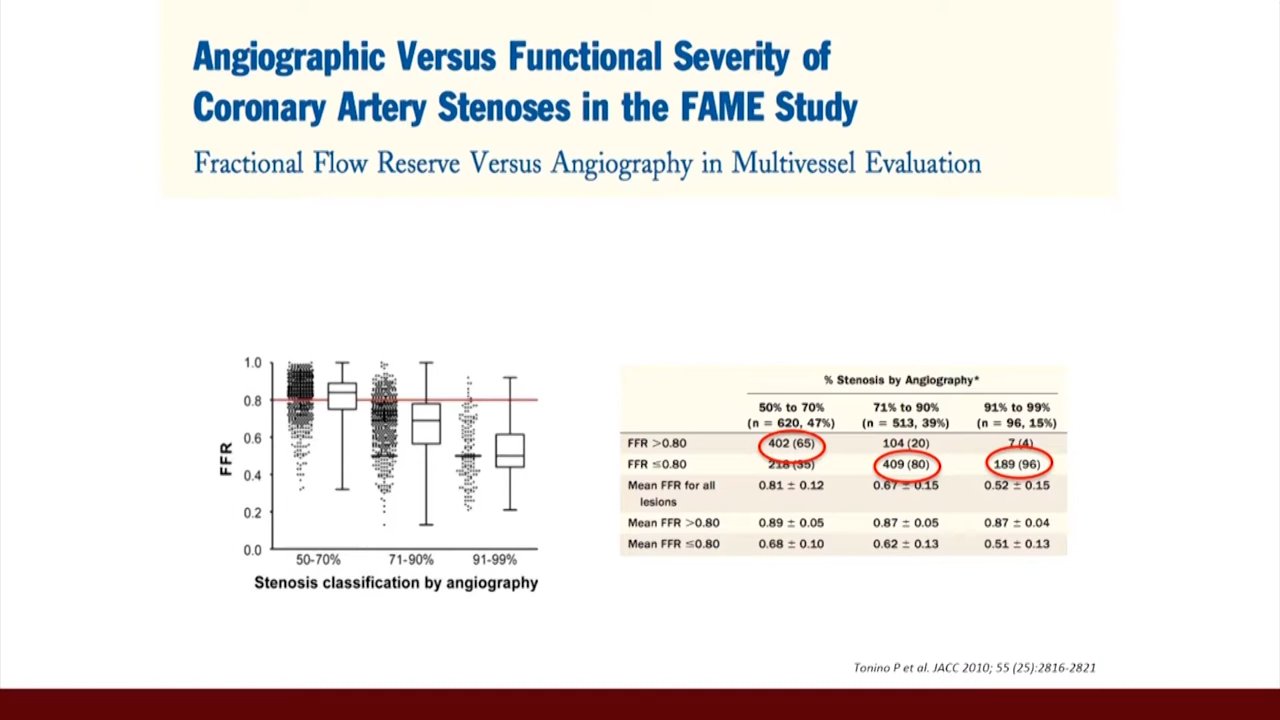 Angiographic Versus Functional Severity of
Coronary Artery Stenoses in the FAME Study
Fractional Flow Reserve Versus Angiography in Multivessel Evaluation
1.0
0.8
0.6
0.4
0.2
0.0
FFR
50-70% 71-90% 91-99%
Stenosis classification by angiography
% Stenosis by Angiography*
50% to 70% 71% to 90% 91% to 99%
(n = 620, 47%) (n = 513, 39%) (n = 96, 15%)
FFR >0.80 402 (65) 104 (20) 7 (4)
FFR ≤0.80 218 (35) 409 (80) 189 (96)
Mean FFR for all 0.81 ± 0.12 0.67 ± 0.15 0.52 ± 0.15
lesions
Mean FFR >0.80 0.89 ± 0.05 0.87 ± 0.05 0.87 ± 0.04
Mean FFR ≤0.80 0.68 ± 0.10 0.62 ± 0.13 0.51 ± 0.13
Tonino P et al. JACC 2010; 55 (25):2816-2821